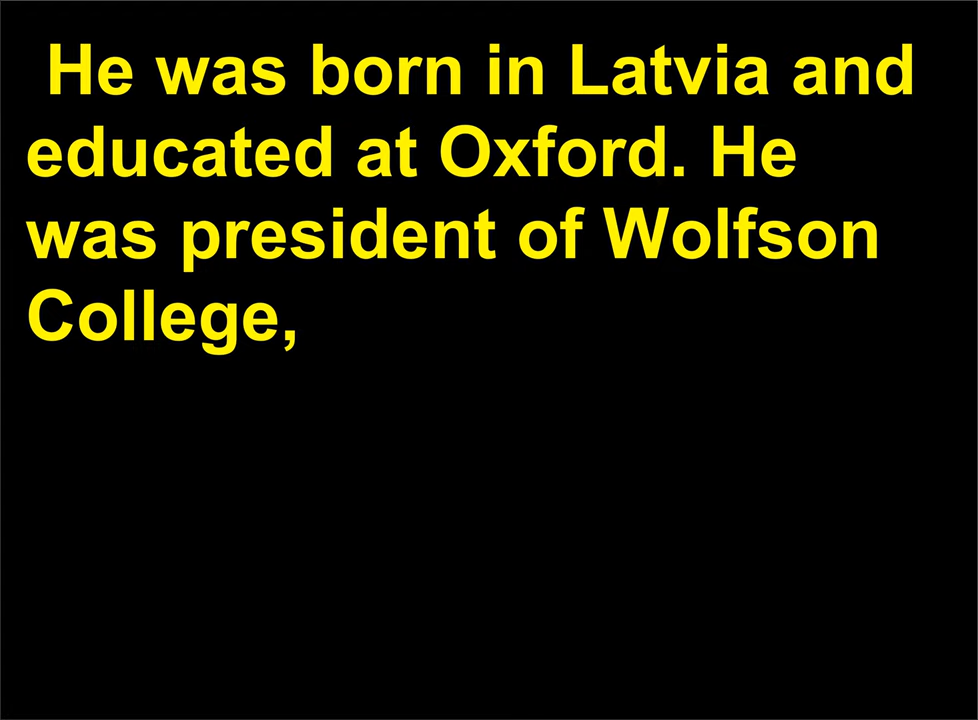 He was born in Latvia and
educated at Oxford. He
was president of Wolfson
College,